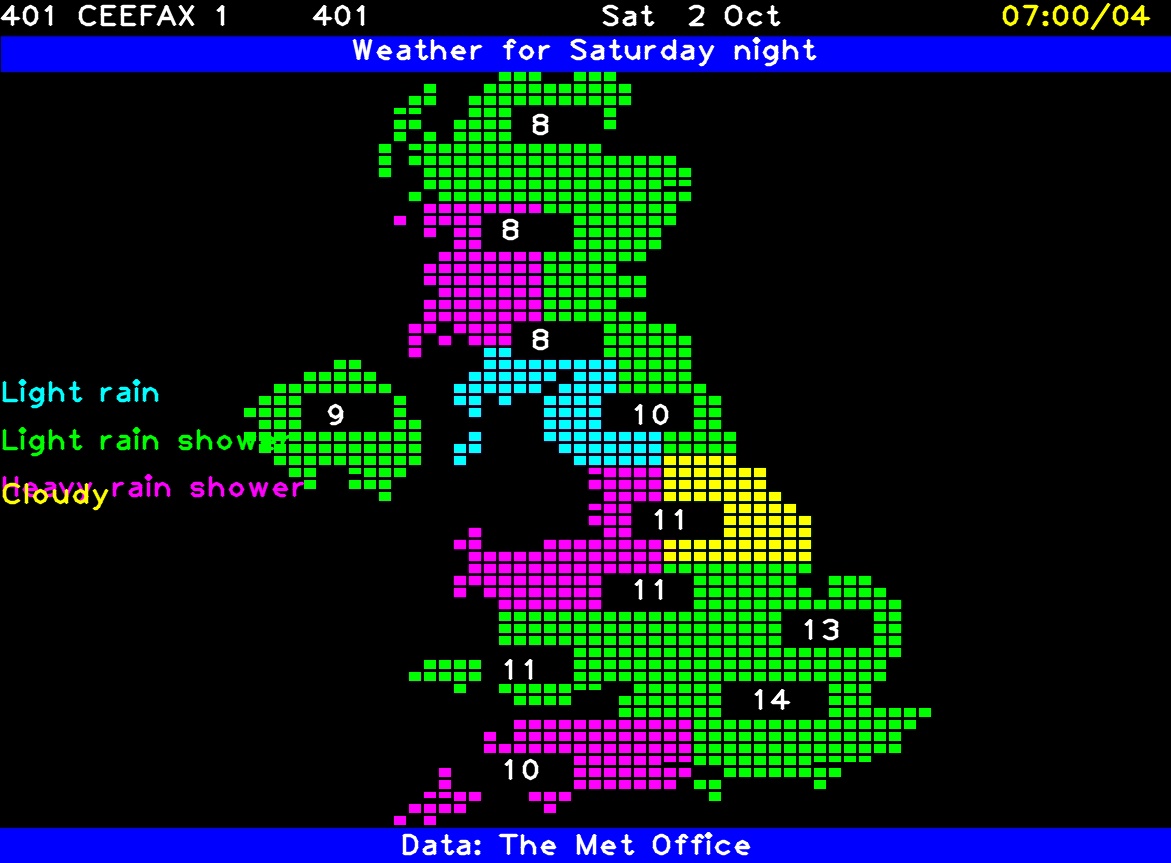 401 CEEFAX 1 401 Sat 2 Oct 07:00/04
Weather for Saturday night
8
8
8
Light rain
9 10
Light rain shower
Heavy rain shower
Cloudy
11
11
13
11
14
10
Data: The Met Office